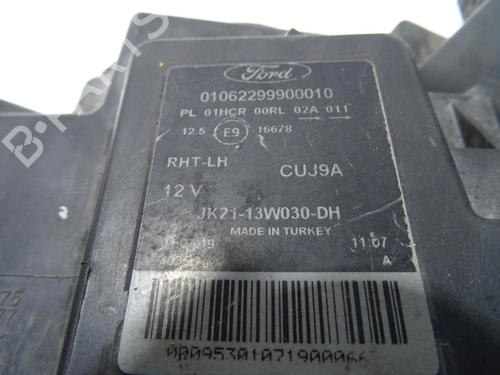 Ford
01062299900010
PL 01HCR 00RL 02A 011
12.5 E9 16678
RHT-LH CUJ9A
12 V
JK21-13W030-DH
MADE IN TURKEY
11:07
A
B-PARTS